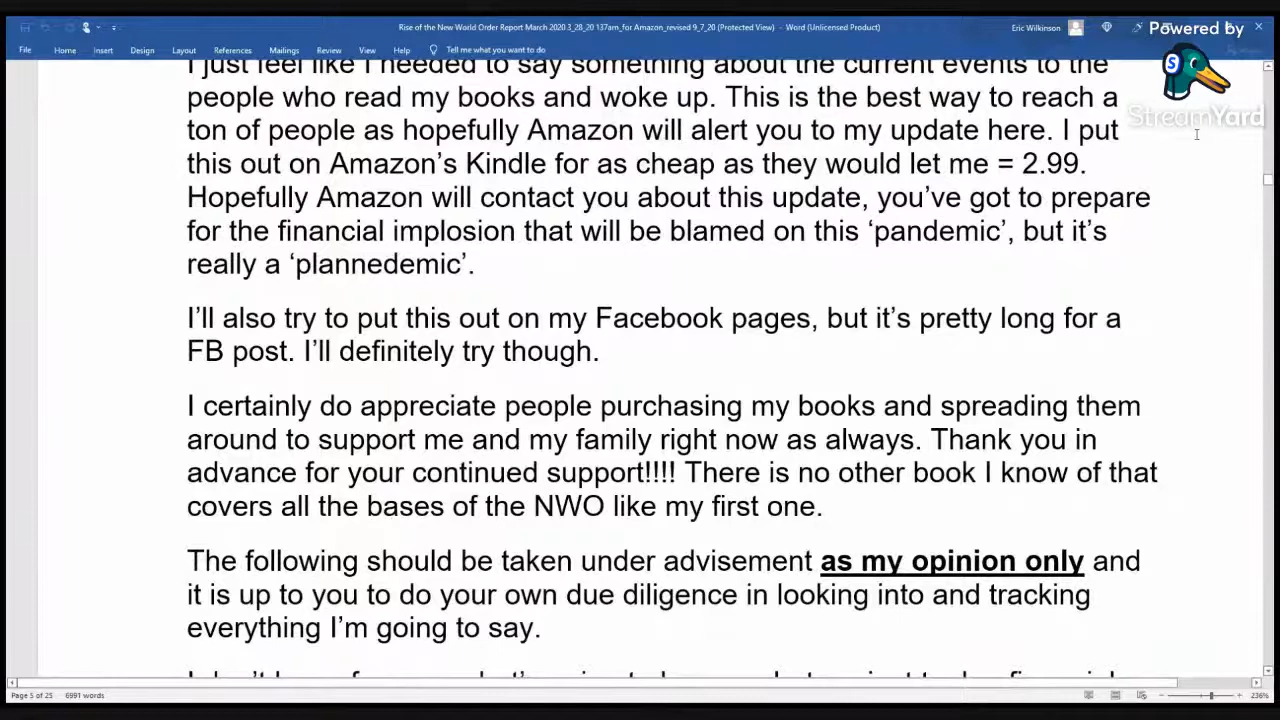 Rise of the New World Order Report March 2020 3_28_20 137am_for Amazon_revised 9_7_20 (Protected View) - Word (Unlicensed Product)
Eric Wilkinson
Powered by
StreamYard
File Home Insert Design Layout References Mailings Review View Help Tell me what you want to do
I just feel like I needed to say something about the current events to the
people who read my books and woke up. This is the best way to reach a
ton of people as hopefully Amazon will alert you to my update here. I put
this out on Amazon’s Kindle for as cheap as they would let me = 2.99.
Hopefully Amazon will contact you about this update, you’ve got to prepare
for the financial implosion that will be blamed on this ‘pandemic’, but it’s
really a ‘plannedemic’.
I’ll also try to put this out on my Facebook pages, but it’s pretty long for a
FB post. I’ll definitely try though.
I certainly do appreciate people purchasing my books and spreading them
around to support me and my family right now as always. Thank you in
advance for your continued support!!!! There is no other book I know of that
covers all the bases of the NWO like my first one.
The following should be taken under advisement as my opinion only and
it is up to you to do your own due diligence in looking into and tracking
everything I’m going to say.
Page 5 of 25 6991 words
236%